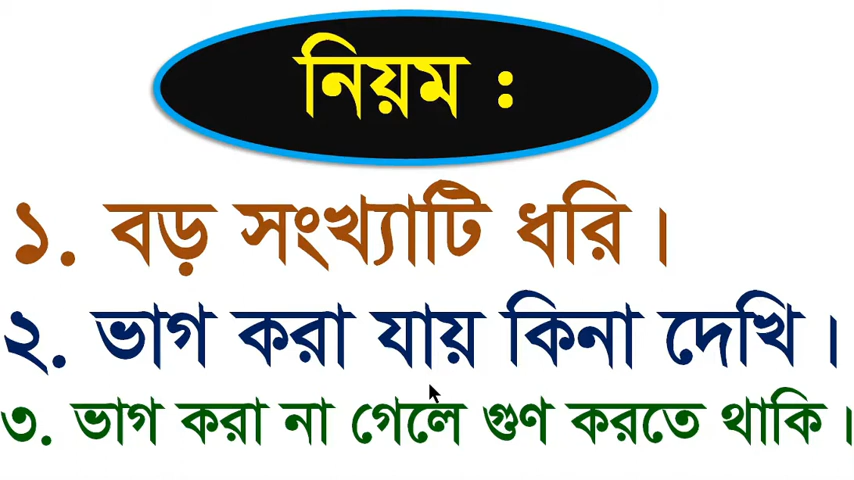 নিয়ম :
১. বড় সংখ্যাটি ধরি।
২. ভাগ করা যায় কিনা দেখি।
৩. ভাগ করা না গেলে গুণ করতে থাকি।